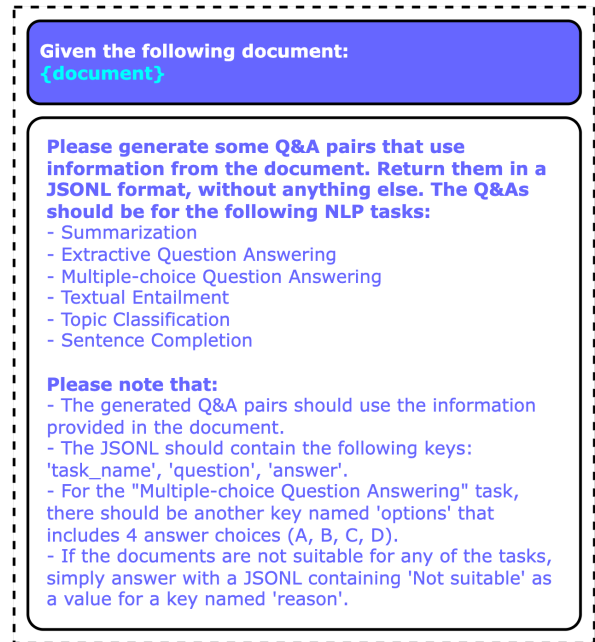 Given the following document:
{document}
Please generate some Q&A pairs that use
information from the document. Return them in a
JSONL format, without anything else. The Q&As
should be for the following NLP tasks:
- Summarization
- Extractive Question Answering
- Multiple-choice Question Answering
- Textual Entailment
- Topic Classification
- Sentence Completion
Please note that:
- The generated Q&A pairs should use the information
provided in the document.
- The JSONL should contain the following keys:
'task_name', 'question', 'answer'.
- For the "Multiple-choice Question Answering" task,
there should be another key named 'options' that
includes 4 answer choices (A, B, C, D).
- If the documents are not suitable for any of the tasks,
simply answer with a JSONL containing 'Not suitable' as
a value for a key named 'reason'.